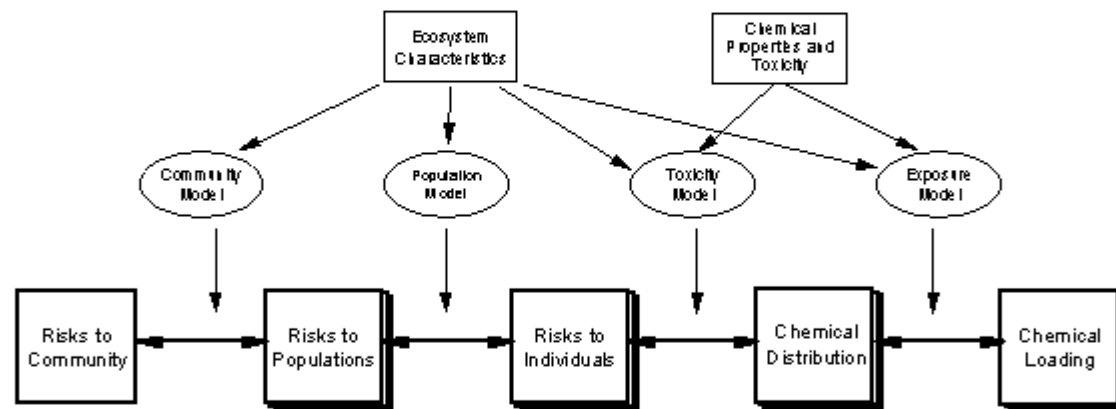 Ecosystem
Characteristics
Chemical
Properties and
Toxicity
Community
Model
Population
Model
Toxicity
Model
Exposure
Model
Risks to
Community
Risks to
Populations
Risks to
Individuals
Chemical
Distribution
Chemical
Loading